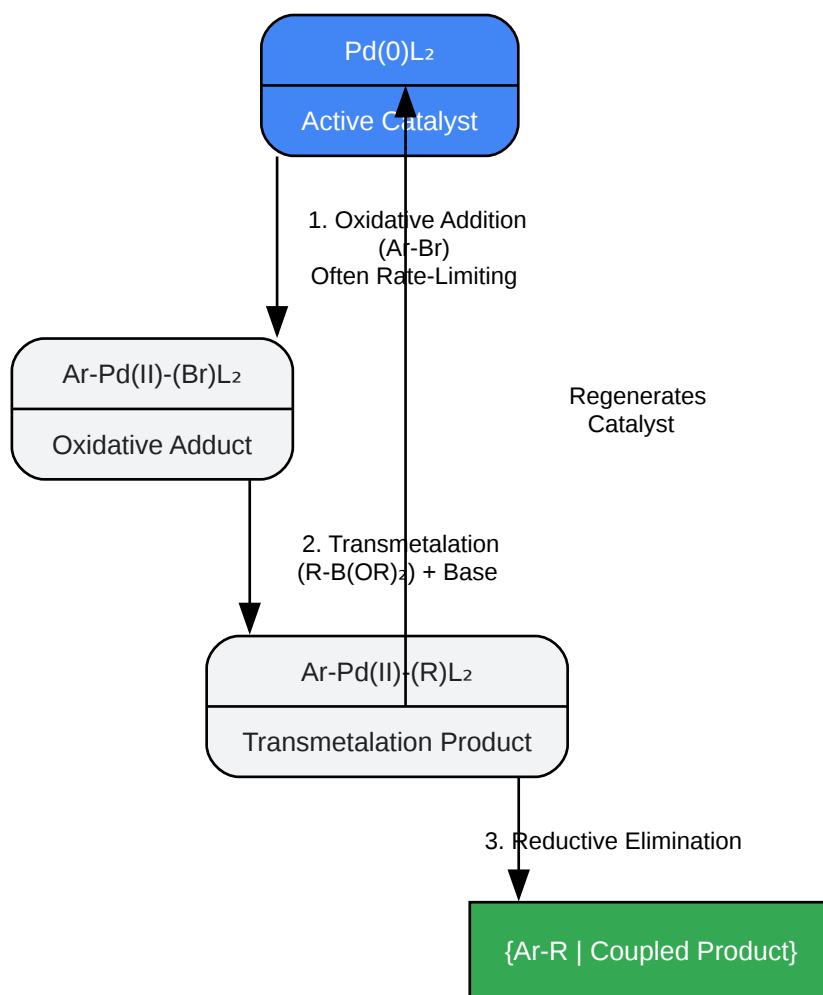 Pd(0)L₂
Active Catalyst
1. Oxidative Addition
(Ar-Br)
Often Rate-Limiting
Ar-Pd(II)-(Br)L₂
Oxidative Adduct
Regenerates
Catalyst
2. Transmetalation
(R-B(OR)₂) + Base
Ar-Pd(II)-(R)L₂
Transmetalation Product
3. Reductive Elimination
{Ar-R | Coupled Product}